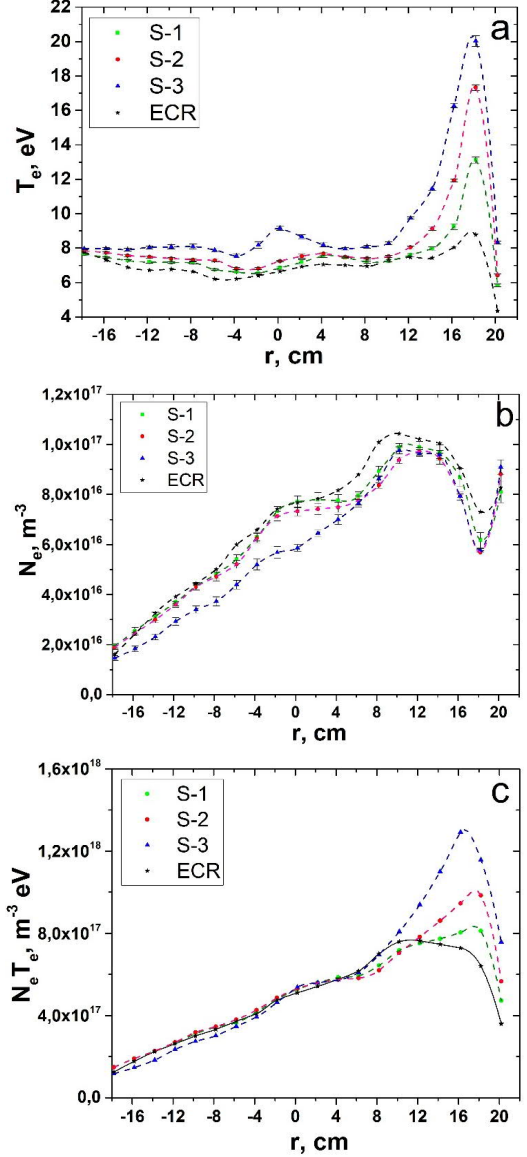 a
22
20
18
16
14
12
10
8
6
4
S-1
S-2
S-3
ECR
Te, eV
-16 -12 -8 -4 0 4 8 12 16 20
r, cm
b
1,2x10^17
1,0x10^17
8,0x10^16
6,0x10^16
4,0x10^16
2,0x10^16
0,0
S-1
S-2
S-3
ECR
Ne, m-3
-16 -12 -8 -4 0 4 8 12 16 20
r, cm
c
1,6x10^18
1,2x10^18
8,0x10^17
4,0x10^17
0,0
S-1
S-2
S-3
ECR
NeTe, m-3 eV
-16 -12 -8 -4 0 4 8 12 16 20
r, cm